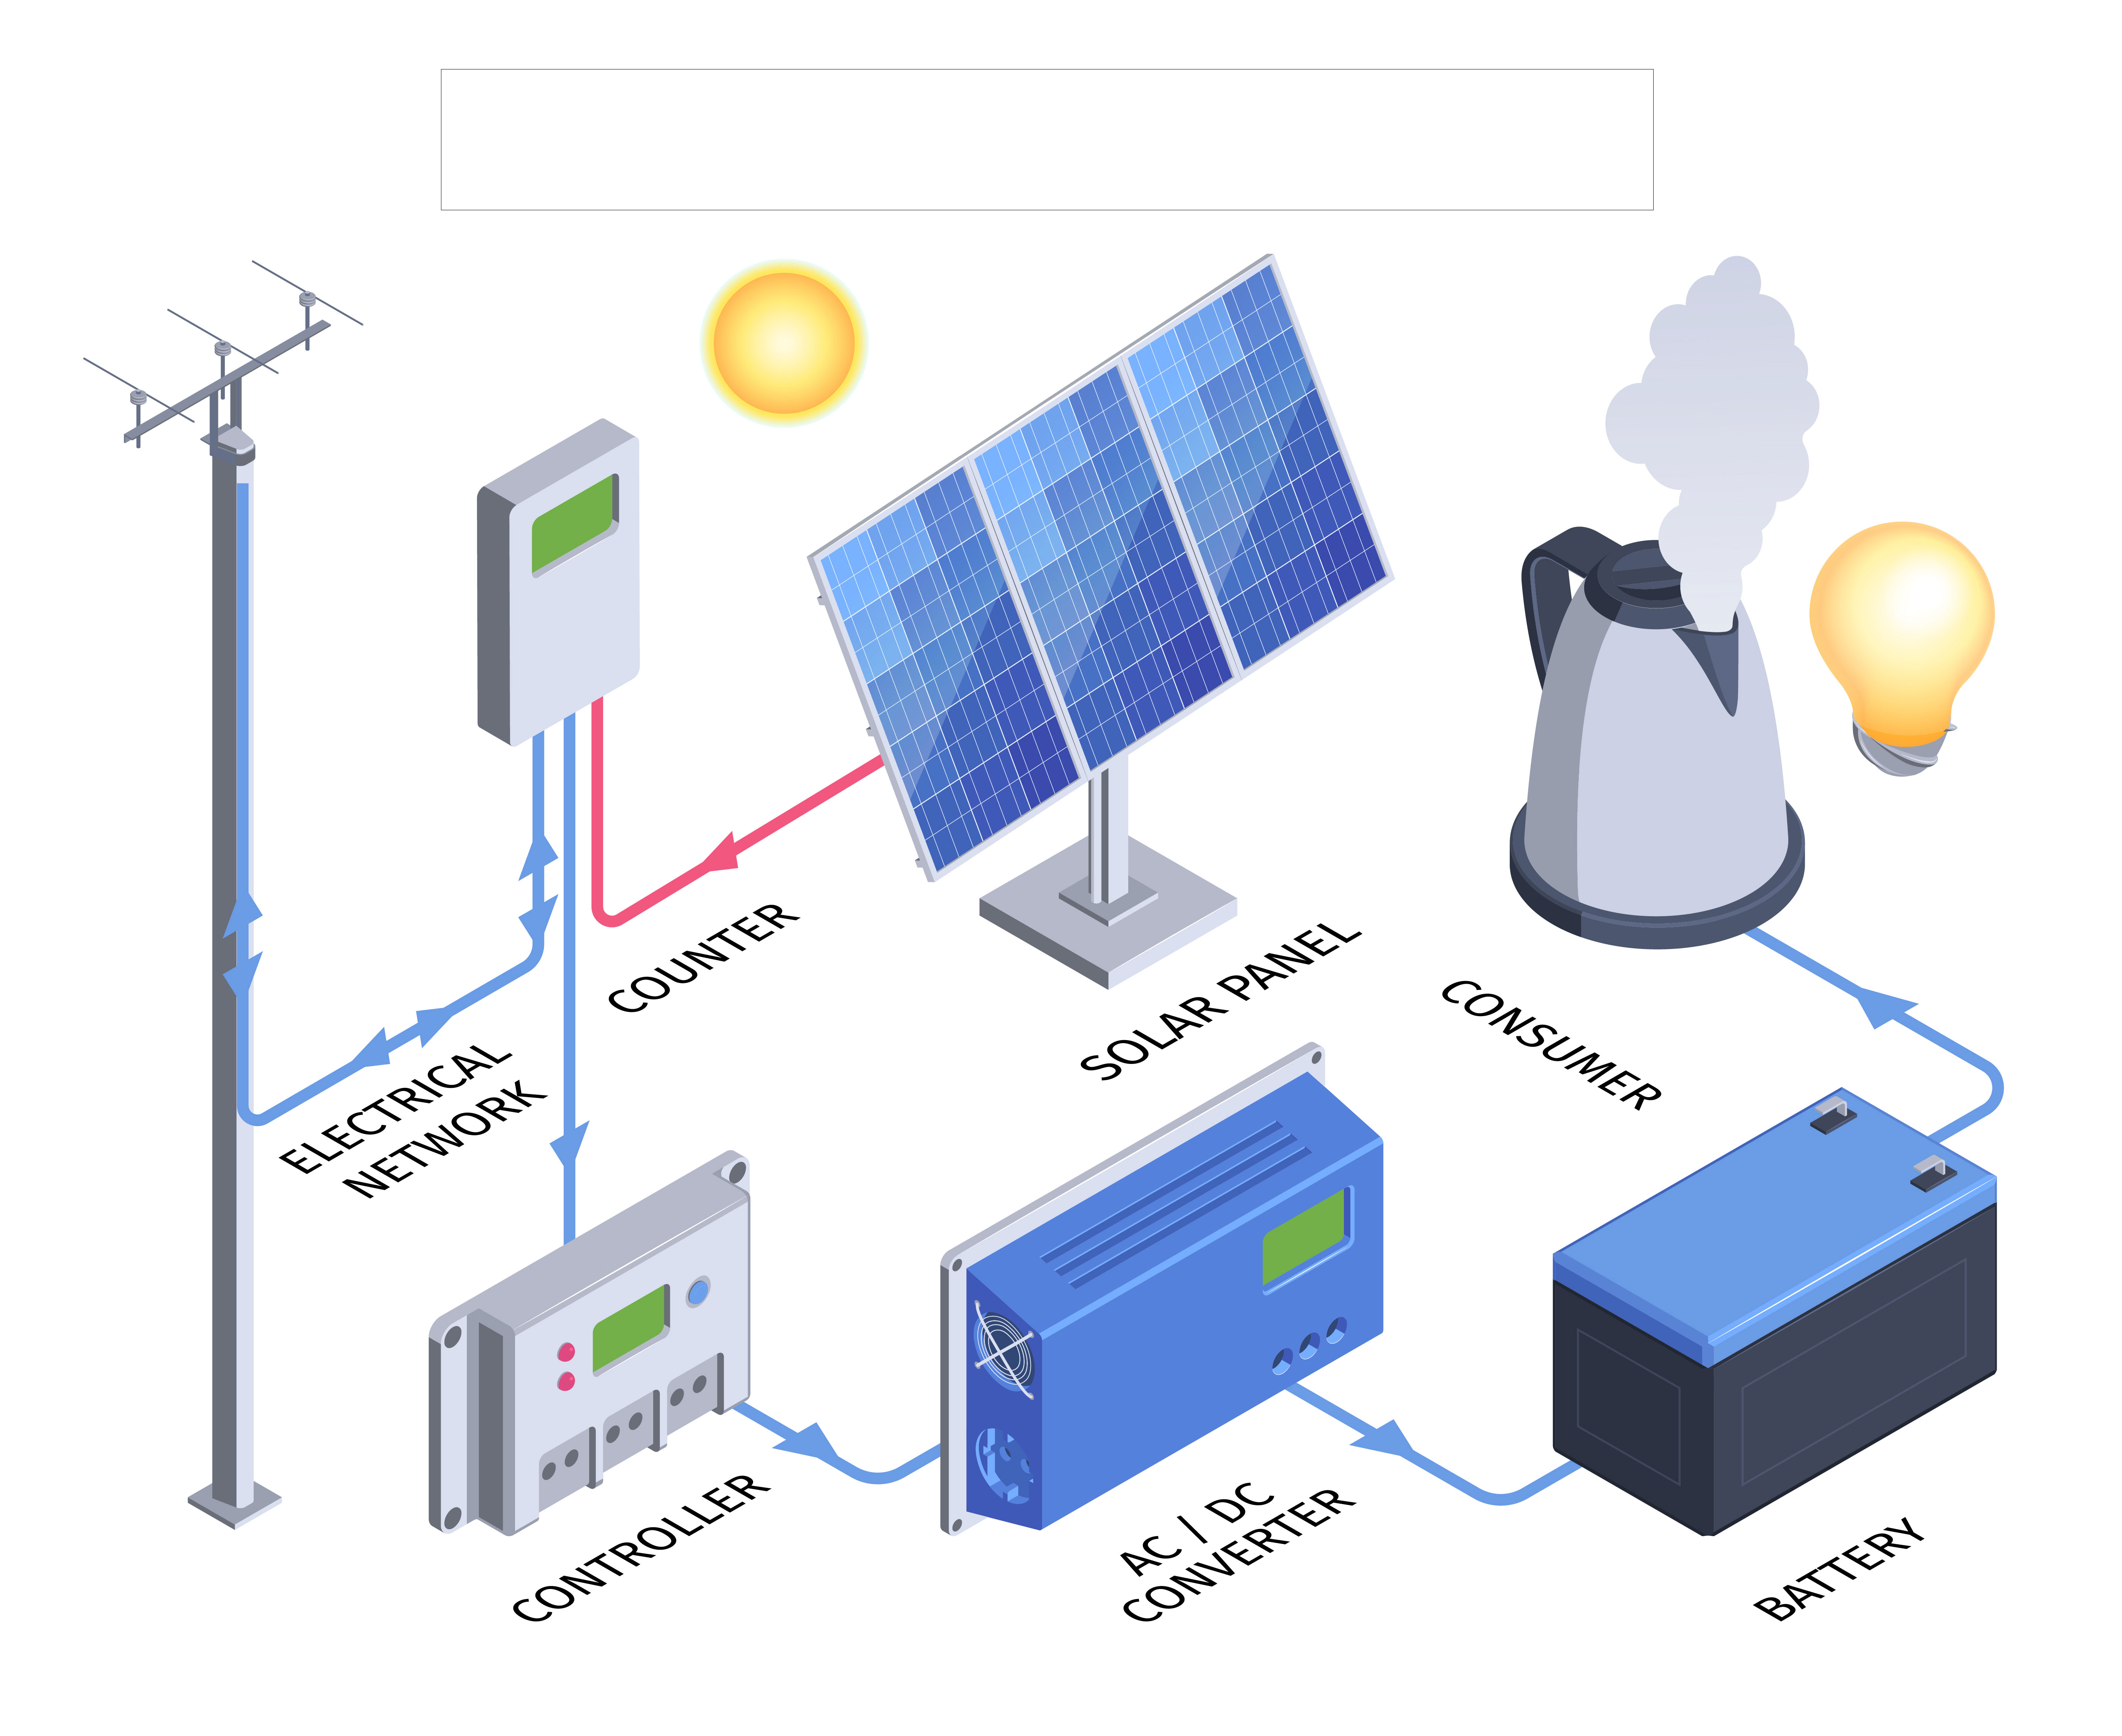 COUNTER
SOLAR PANEL
CONSUMER
ELECTRICAL
NETWORK
CONTROLLER
AC \ DC
CONVERTER
BATTERY